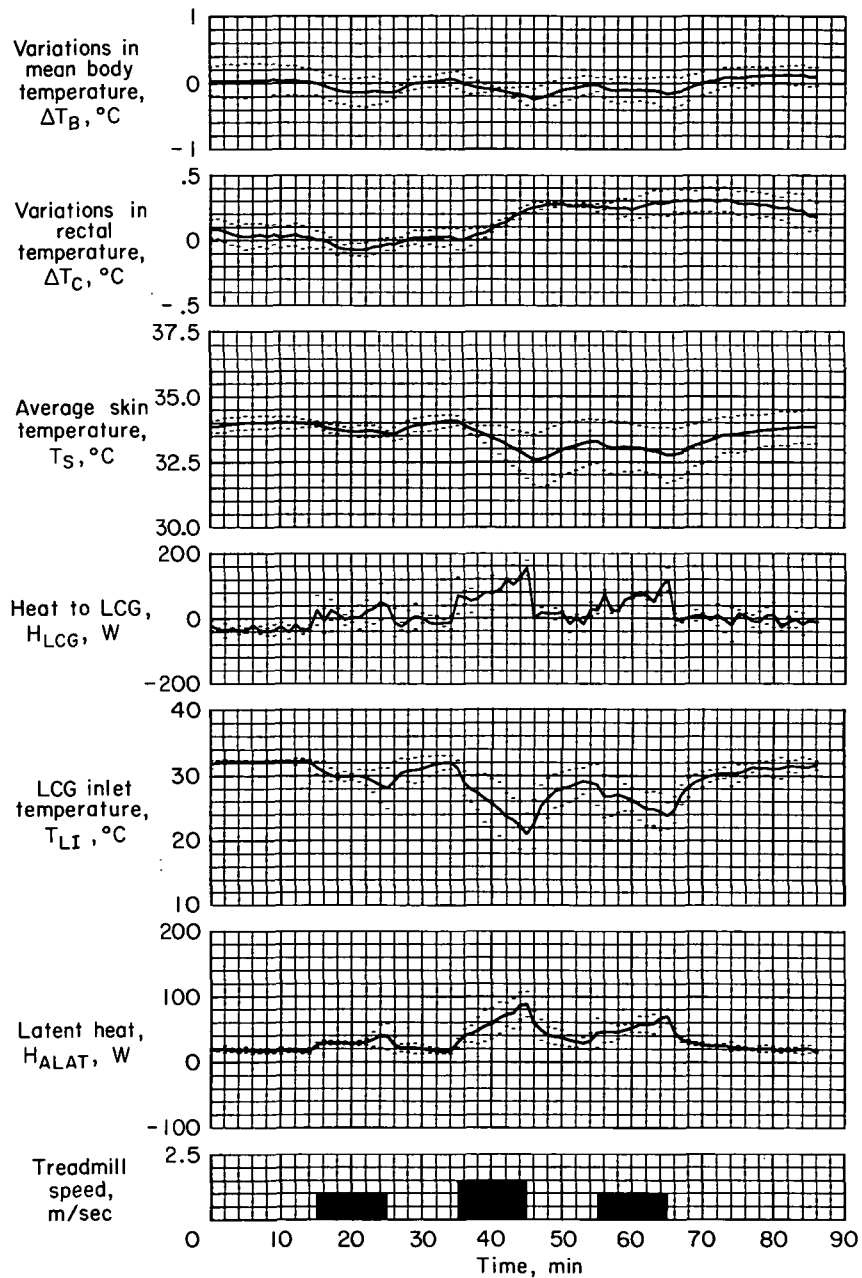 Variations in
mean body
temperature,
ΔT_B, °C
1
0
-1
Variations in
rectal
temperature,
ΔT_C, °C
.5
0
-.5
Average skin
temperature,
T_S, °C
37.5
35.0
32.5
30.0
Heat to LCG,
H_LCG, W
200
0
-200
LCG inlet
temperature,
T_LI, °C
40
30
20
10
Latent heat,
H_ALAT, W
200
100
0
-100
Treadmill
speed,
m/sec
2.5
0 10 20 30 40 50 60 70 80 90
Time, min